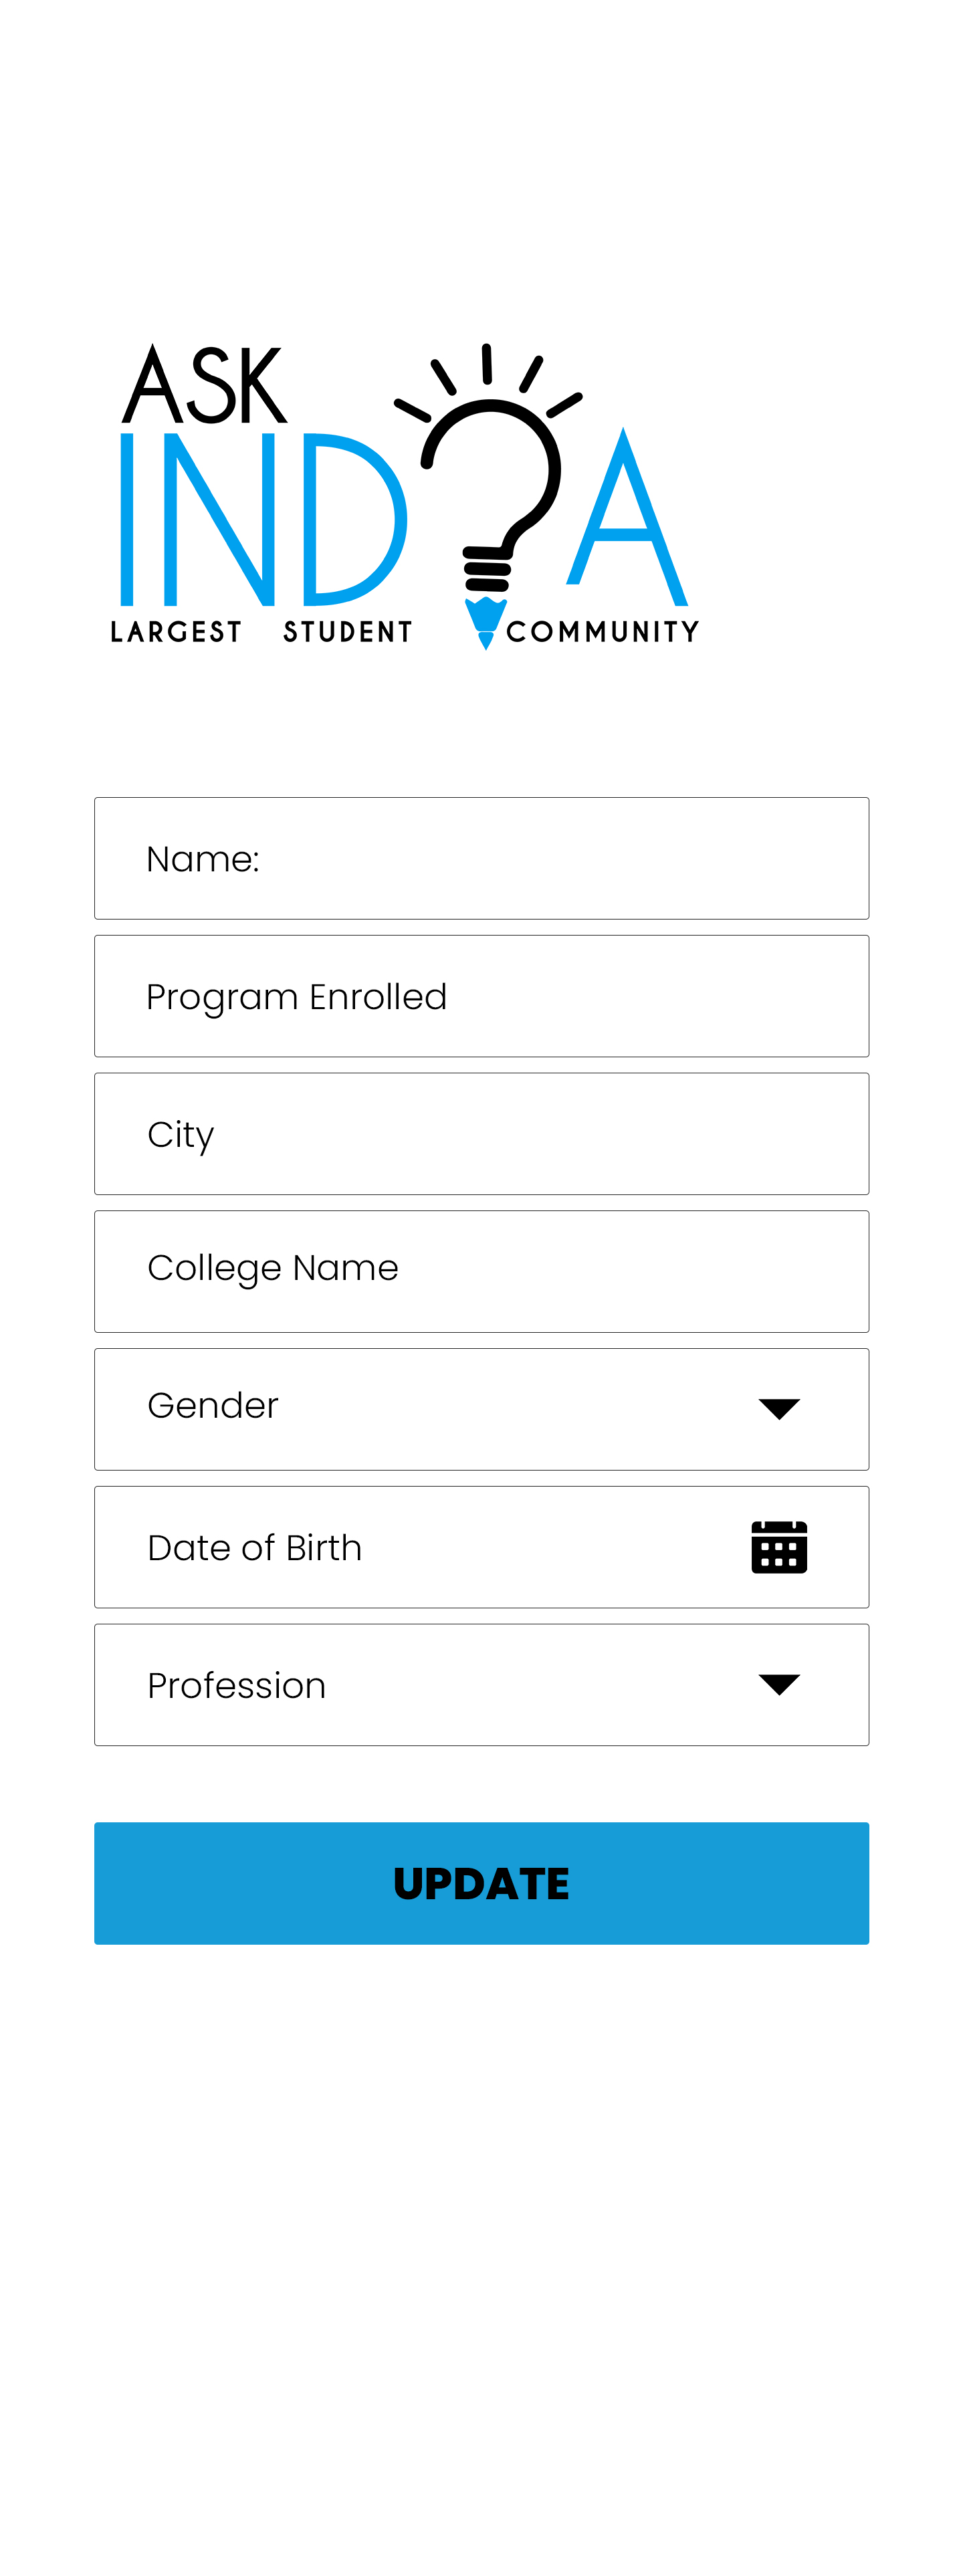 ASK
INDIA
LARGEST STUDENT COMMUNITY
Name:
Program Enrolled
City
College Name
Gender
Date of Birth
Profession
UPDATE